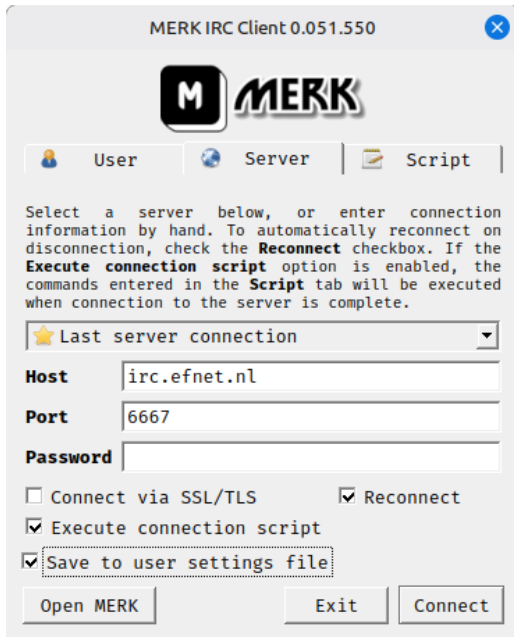 MERK IRC Client 0.051.550
M MERK
User Server Script
Select a server below, or enter connection
information by hand. To automatically reconnect on
disconnection, check the Reconnect checkbox. If the
Execute connection script option is enabled, the
commands entered in the Script tab will be executed
when connection to the server is complete.
Last server connection
Host irc.efnet.nl
Port 6667
Password
Connect via SSL/TLS Reconnect
Execute connection script
Save to user settings file
Open MERK Exit Connect